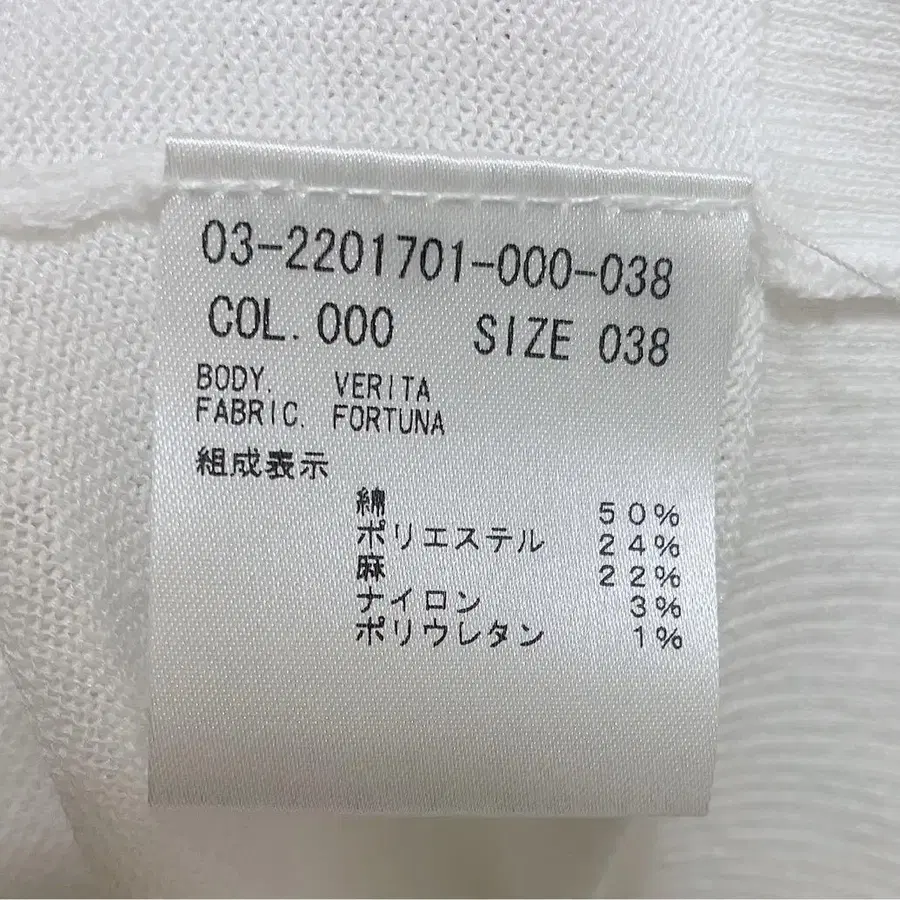 03-2201701-000-038
COL. 000 SIZE 038
BODY. VERITA
FABRIC. FORTUNA
組成表示
綿 50%
ポリエステル 24%
麻 22%
ナイロン 3%
ポリウレタン 1%